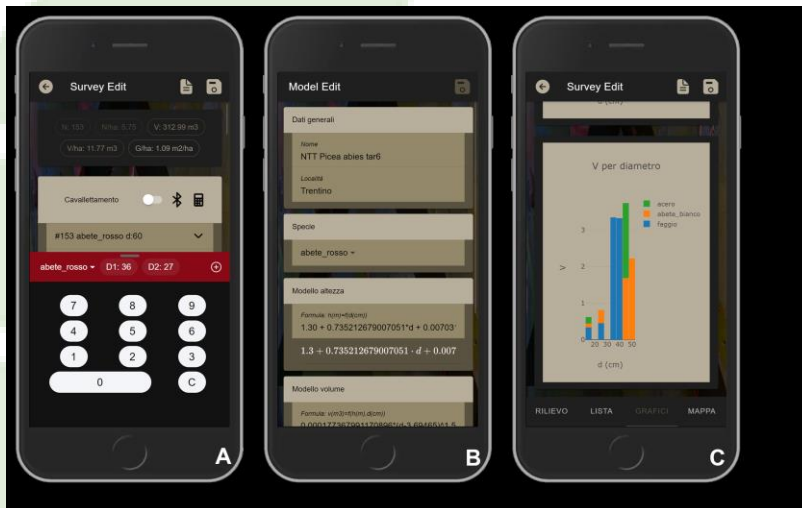 Survey Edit
N: 153 N/ha: 5.75 V: 312.99 m3
V/ha: 11.77 m3 G/ha: 1.09 m2/ha
Cavallettamento
#153 abete_rosso d:60
abete_rosso D1: 36 D2: 27
7 8 9
4 5 6
1 2 3
0 C
A
Model Edit
Dati generali
Nome
NTT Picea abies tar6
Località
Trentino
Specie
abete_rosso
Modello altezza
Formula: h(m)=f(d(cm))
1.30 + 0.735212679007051*d + 0.00703
1.3 + 0.735212679007051 · d + 0.007
Modello volume
Formula: v(m3)=f(h(m),d(cm))
B
Survey Edit
d (cm)
V per diametro
acero
abete_bianco
faggio
3
2
1
0
V
20 30 40 50
d (cm)
RILIEVO LISTA GRAFICI MAPPA
C